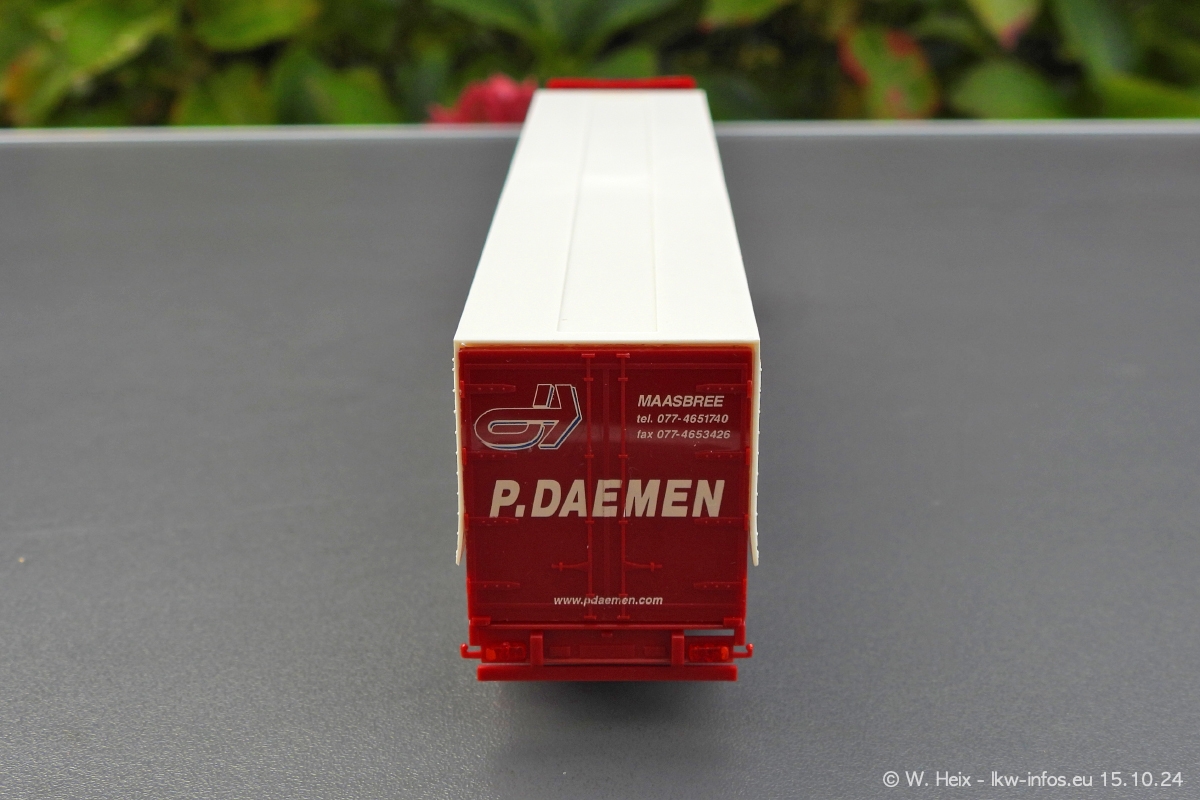 MAASBREE
tel. 077-4651740
fax 077-4653426
P.DAEMEN
www.pdaemen.com
© W. Heix - lkw-infos.eu 15.10.24